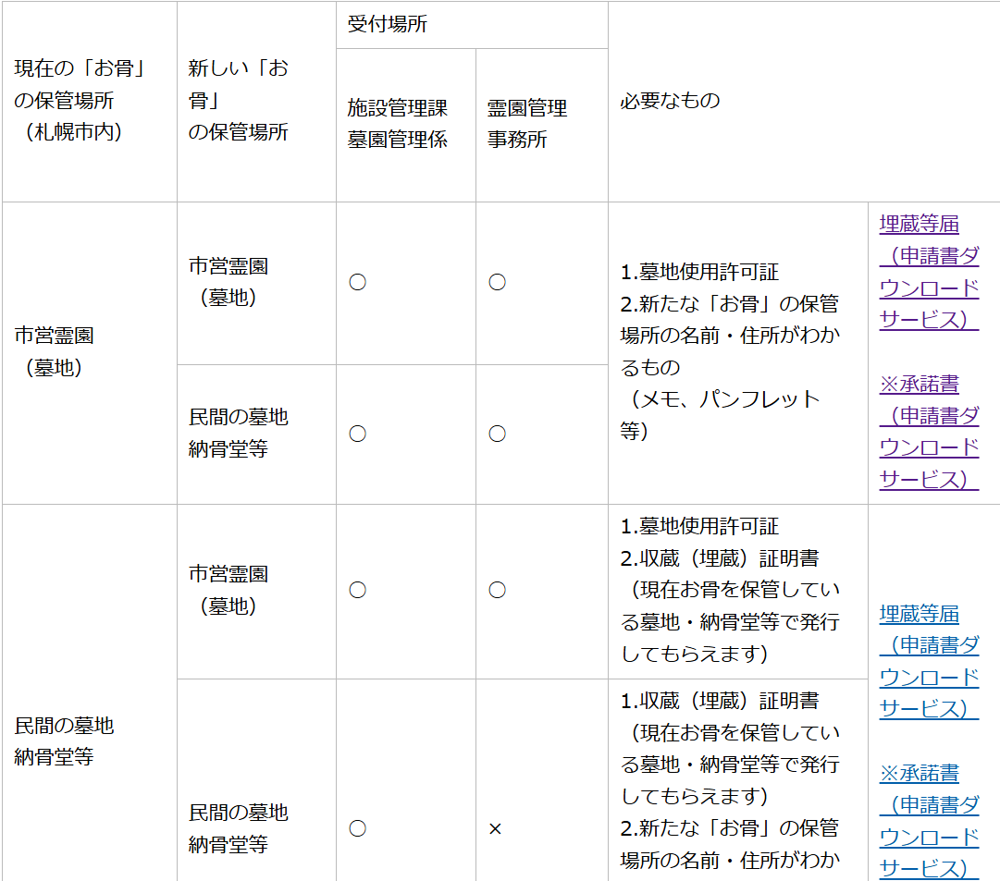 現在の「お骨」
の保管場所
（札幌市内）
新しい「お
骨」
の保管場所
受付場所
施設管理課
墓園管理係
霊園管理
事務所
必要なもの
市営霊園
（墓地）
市営霊園
（墓地）
○
○
1.墓地使用許可証
2.新たな「お骨」の保管
場所の名前・住所がわか
るもの
（メモ、パンフレット
等）
埋蔵等届
（申請書ダ
ウンロード
サービス）
※承諾書
（申請書ダ
ウンロード
サービス）
民間の墓地
納骨堂等
○
○
民間の墓地
納骨堂等
市営霊園
（墓地）
○
○
1.墓地使用許可証
2.収蔵（埋蔵）証明書
（現在お骨を保管してい
る墓地・納骨堂等で発行
してもらえます）
埋蔵等届
（申請書ダ
ウンロード
サービス）
※承諾書
（申請書ダ
ウンロード
サービス）
民間の墓地
納骨堂等
○
×
1.収蔵（埋蔵）証明書
（現在お骨を保管してい
る墓地・納骨堂等で発行
してもらえます）
2.新たな「お骨」の保管
場所の名前・住所がわか